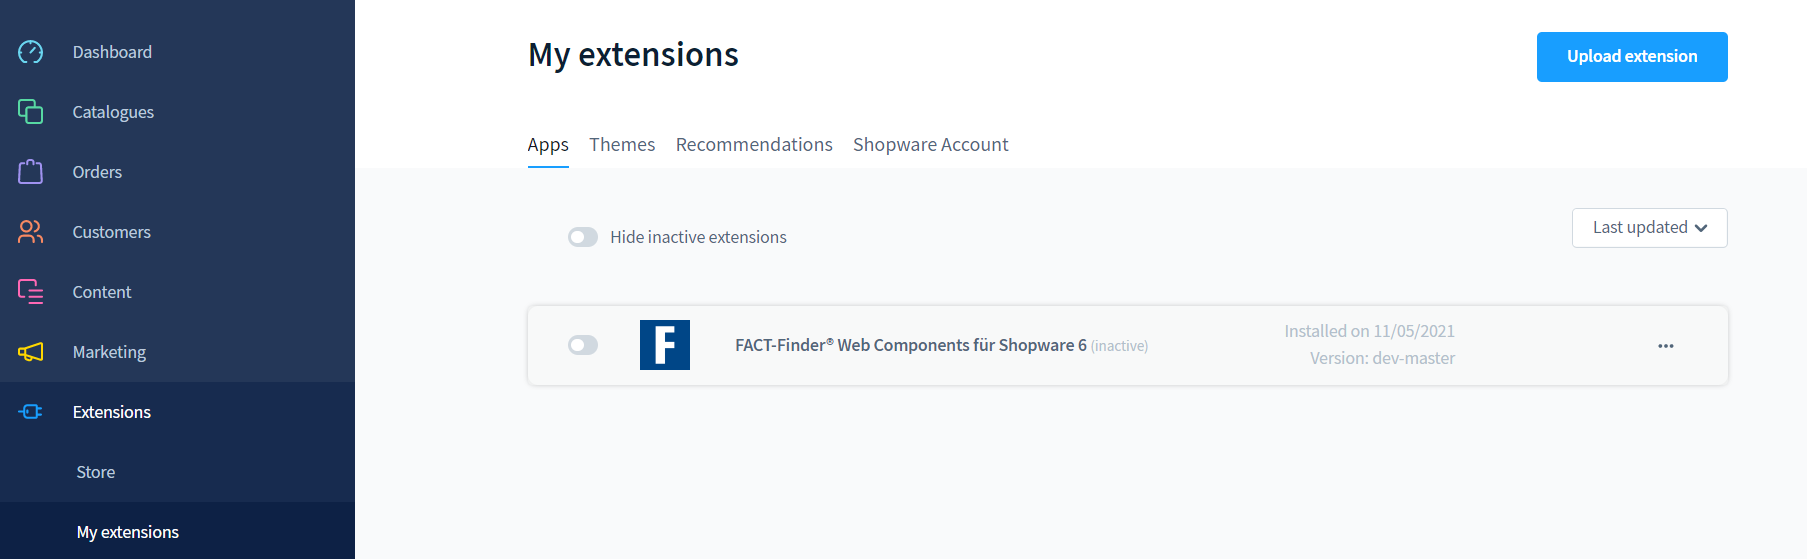 Dashboard
Catalogues
Orders
Customers
Content
Marketing
Extensions
Store
My extensions
My extensions
Upload extension
Apps Themes Recommendations Shopware Account
Hide inactive extensions
Last updated
F
FACT-Finder® Web Components für Shopware 6 (inactive)
Installed on 11/05/2021
Version: dev-master